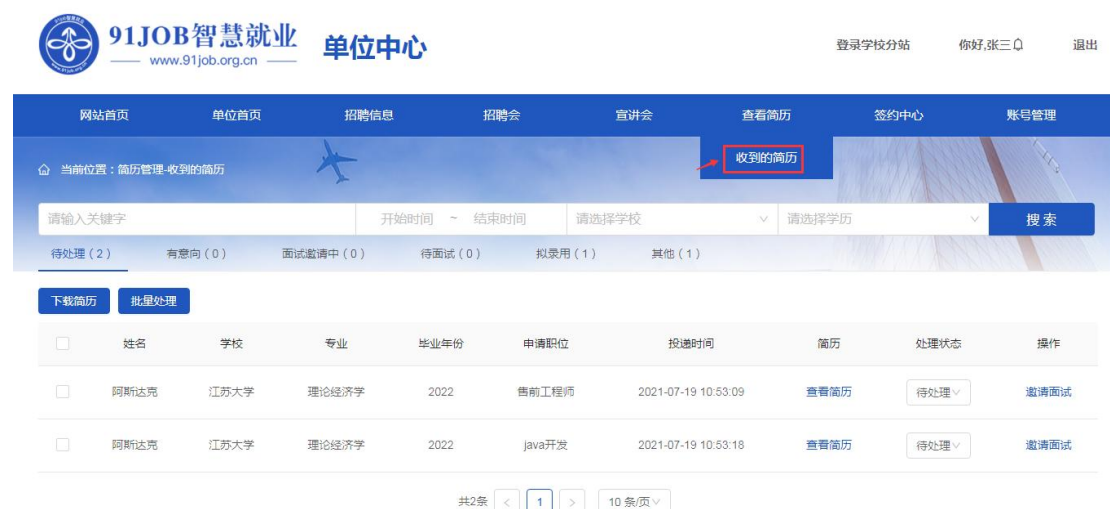 91JOB智慧就业
www.91job.org.cn
单位中心
登录学校分站 你好,张三 退出
网站首页 单位首页 招聘信息 招聘会 宣讲会 查看简历 签约中心 账号管理
收到的简历
当前位置：简历管理-收到的简历
请输入关键字 开始时间 ~ 结束时间 请选择学校 请选择学历 搜索
待处理（2） 有意向（0） 面试邀请中（0） 待面试（0） 拟录用（1） 其他（1）
下载简历 批量处理
姓名 学校 专业 毕业年份 申请职位 投递时间 简历 处理状态 操作
阿斯达克 江苏大学 理论经济学 2022 售前工程师 2021-07-19 10:53:09 查看简历 待处理 邀请面试
阿斯达克 江苏大学 理论经济学 2022 java开发 2021-07-19 10:53:18 查看简历 待处理 邀请面试
共2条 < 1 > 10 条/页